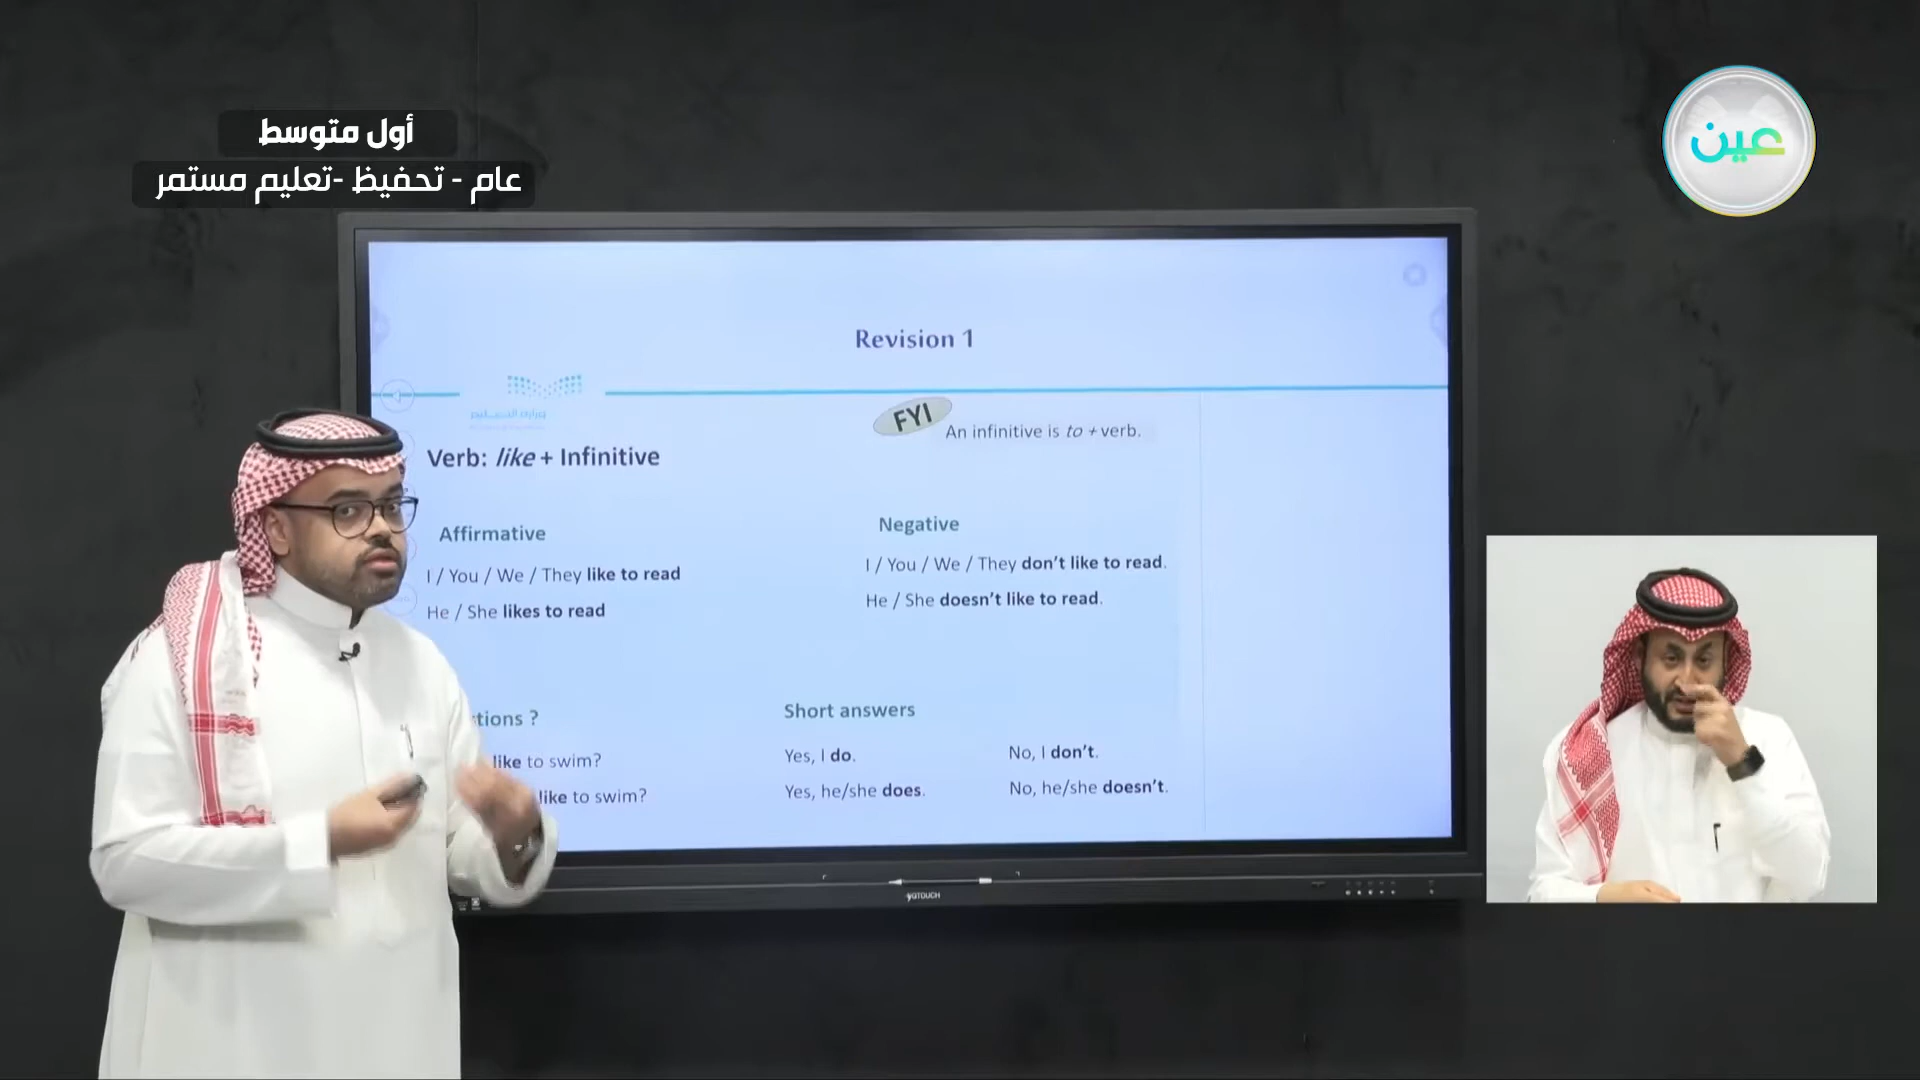 أول متوسط
عام - تحفيظ -تعليم مستمر
عين
Revision 1
وزارة التعليم
FYI
An infinitive is to + verb.
Verb: like + Infinitive
Affirmative
I / You / We / They like to read
He / She likes to read
Negative
I / You / We / They don't like to read.
He / She doesn't like to read.
tions ?
like to swim?
like to swim?
Short answers
Yes, I do.
No, I don't.
Yes, he/she does.
No, he/she doesn't.
QTOUCH